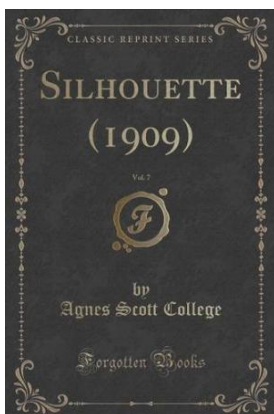 CLASSIC REPRINT SERIES
SILHOUETTE
(1909)
Vol. 7
F
by
Agnes Scott College
Forgotten Books